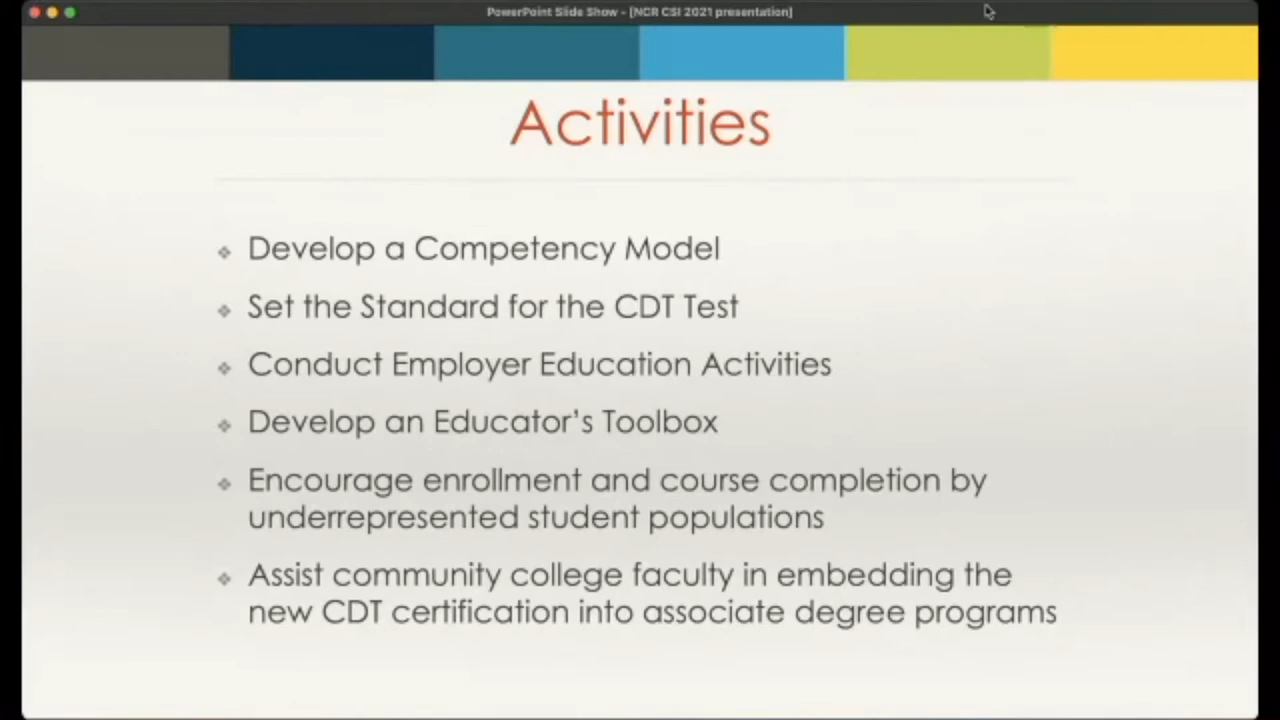 PowerPoint Slide Show - [NCR CSI 2021 presentation]
Activities
Develop a Competency Model
Set the Standard for the CDT Test
Conduct Employer Education Activities
Develop an Educator's Toolbox
Encourage enrollment and course completion by
underrepresented student populations
Assist community college faculty in embedding the
new CDT certification into associate degree programs